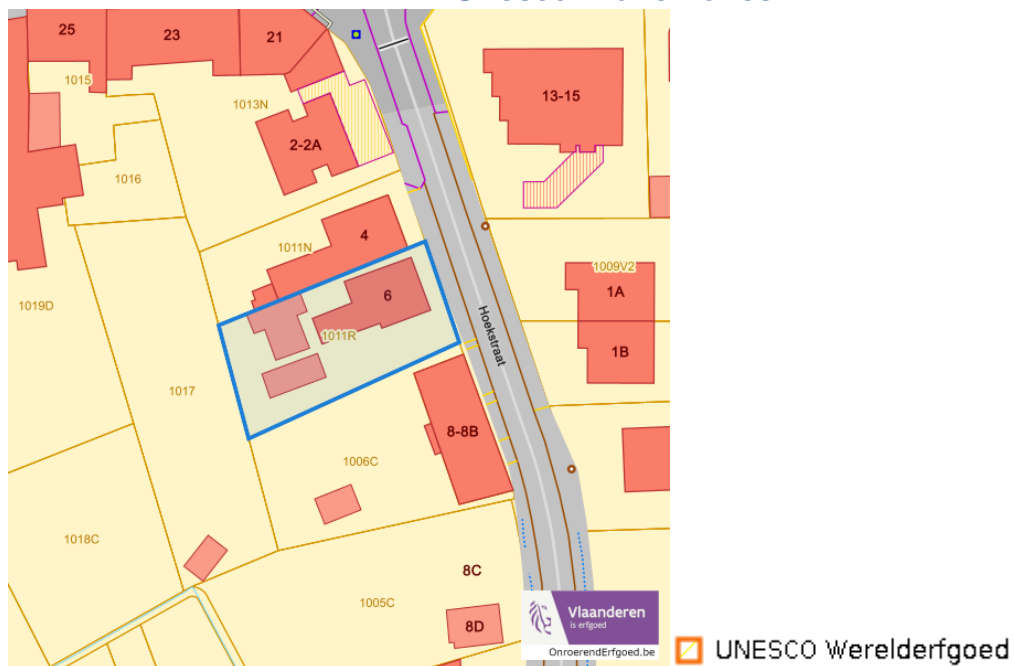 25
23
21
1015
1013N
13-15
2-2A
1016
4
1011N
1009V2
6
1A
1019D
Hoekstraat
1011R
1B
1017
8-8B
1006C
1018C
8C
1005C
8D
Vlaanderen
is erfgoed
OnroerendErfgoed.be
UNESCO Werelderfgoed